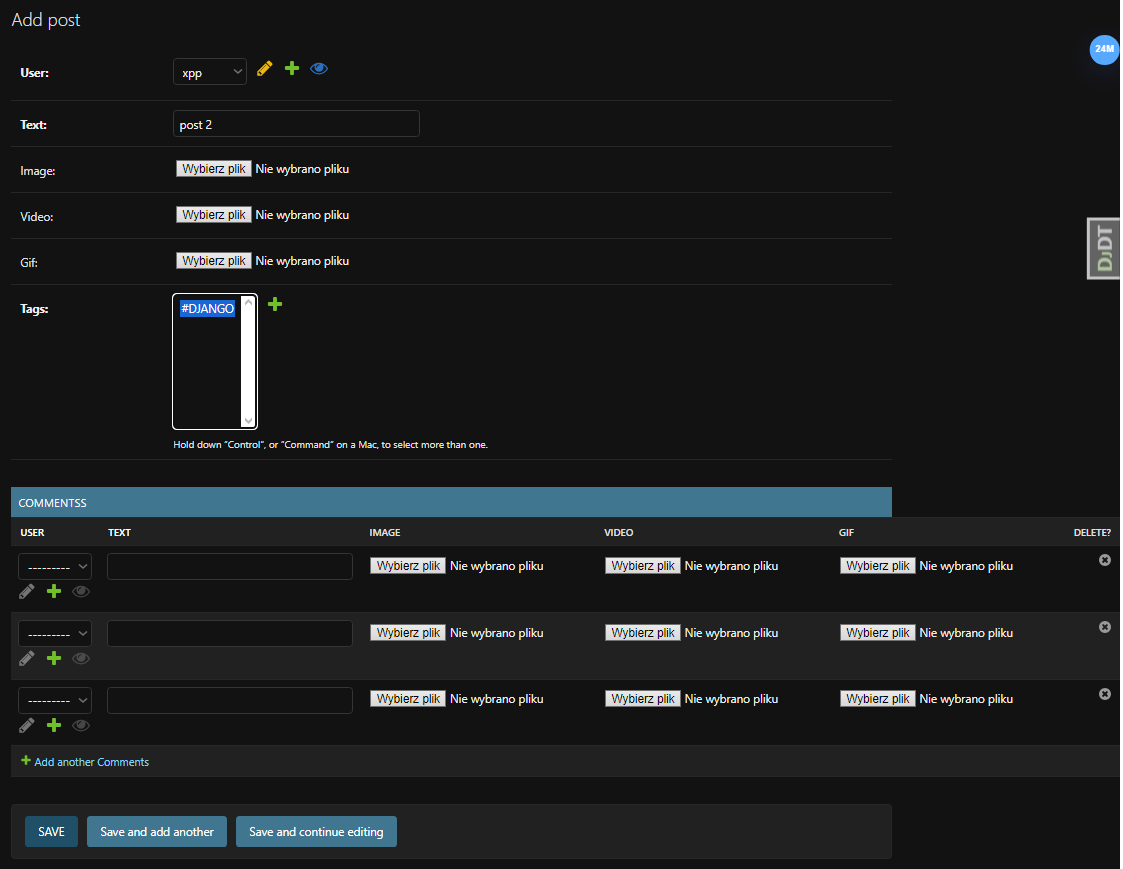 Add post
24M
User: xpp
Text: post 2
Image: Wybierz plik Nie wybrano pliku
Video: Wybierz plik Nie wybrano pliku
DJDT
Gif: Wybierz plik Nie wybrano pliku
Tags: #DJANGO
Hold down “Control”, or “Command” on a Mac, to select more than one.
COMMENTSS
USER TEXT IMAGE VIDEO GIF DELETE?
--------- Wybierz plik Nie wybrano pliku Wybierz plik Nie wybrano pliku Wybierz plik Nie wybrano pliku
--------- Wybierz plik Nie wybrano pliku Wybierz plik Nie wybrano pliku Wybierz plik Nie wybrano pliku
--------- Wybierz plik Nie wybrano pliku Wybierz plik Nie wybrano pliku Wybierz plik Nie wybrano pliku
Add another Comments
SAVE Save and add another Save and continue editing